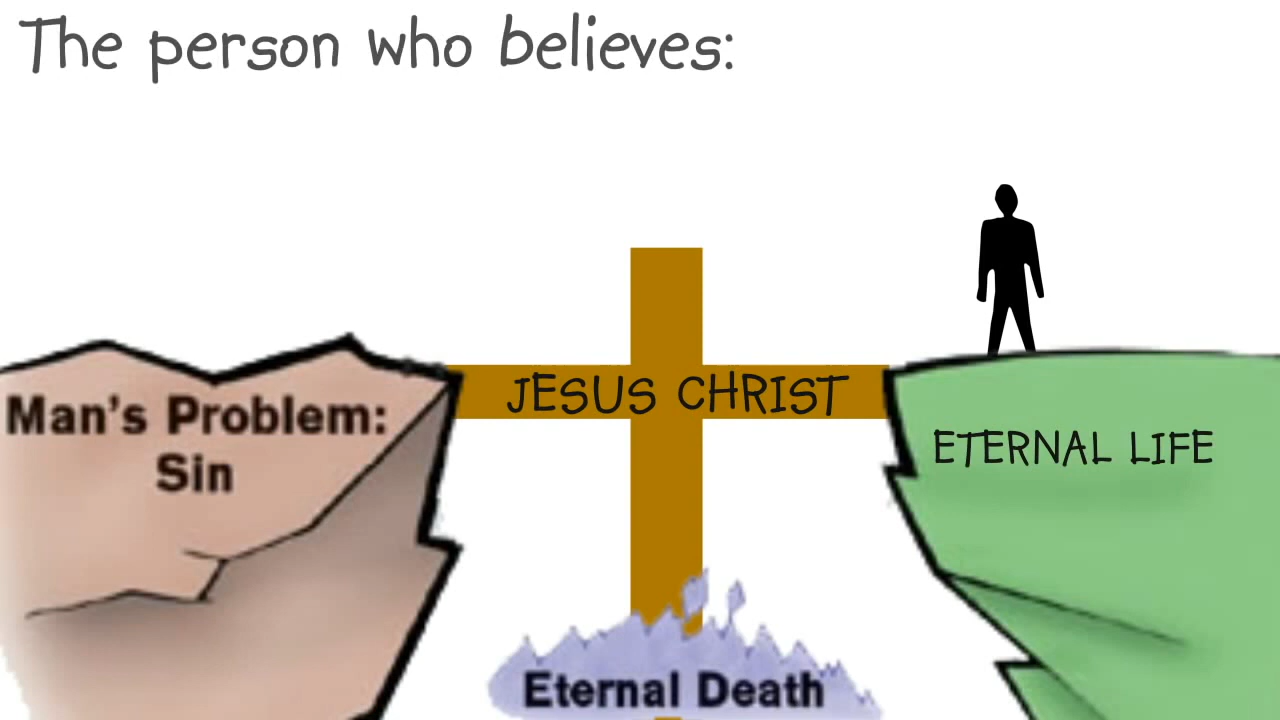 The person who believes:
JESUS CHRIST
Man's Problem:
Sin
ETERNAL LIFE
Eternal Death